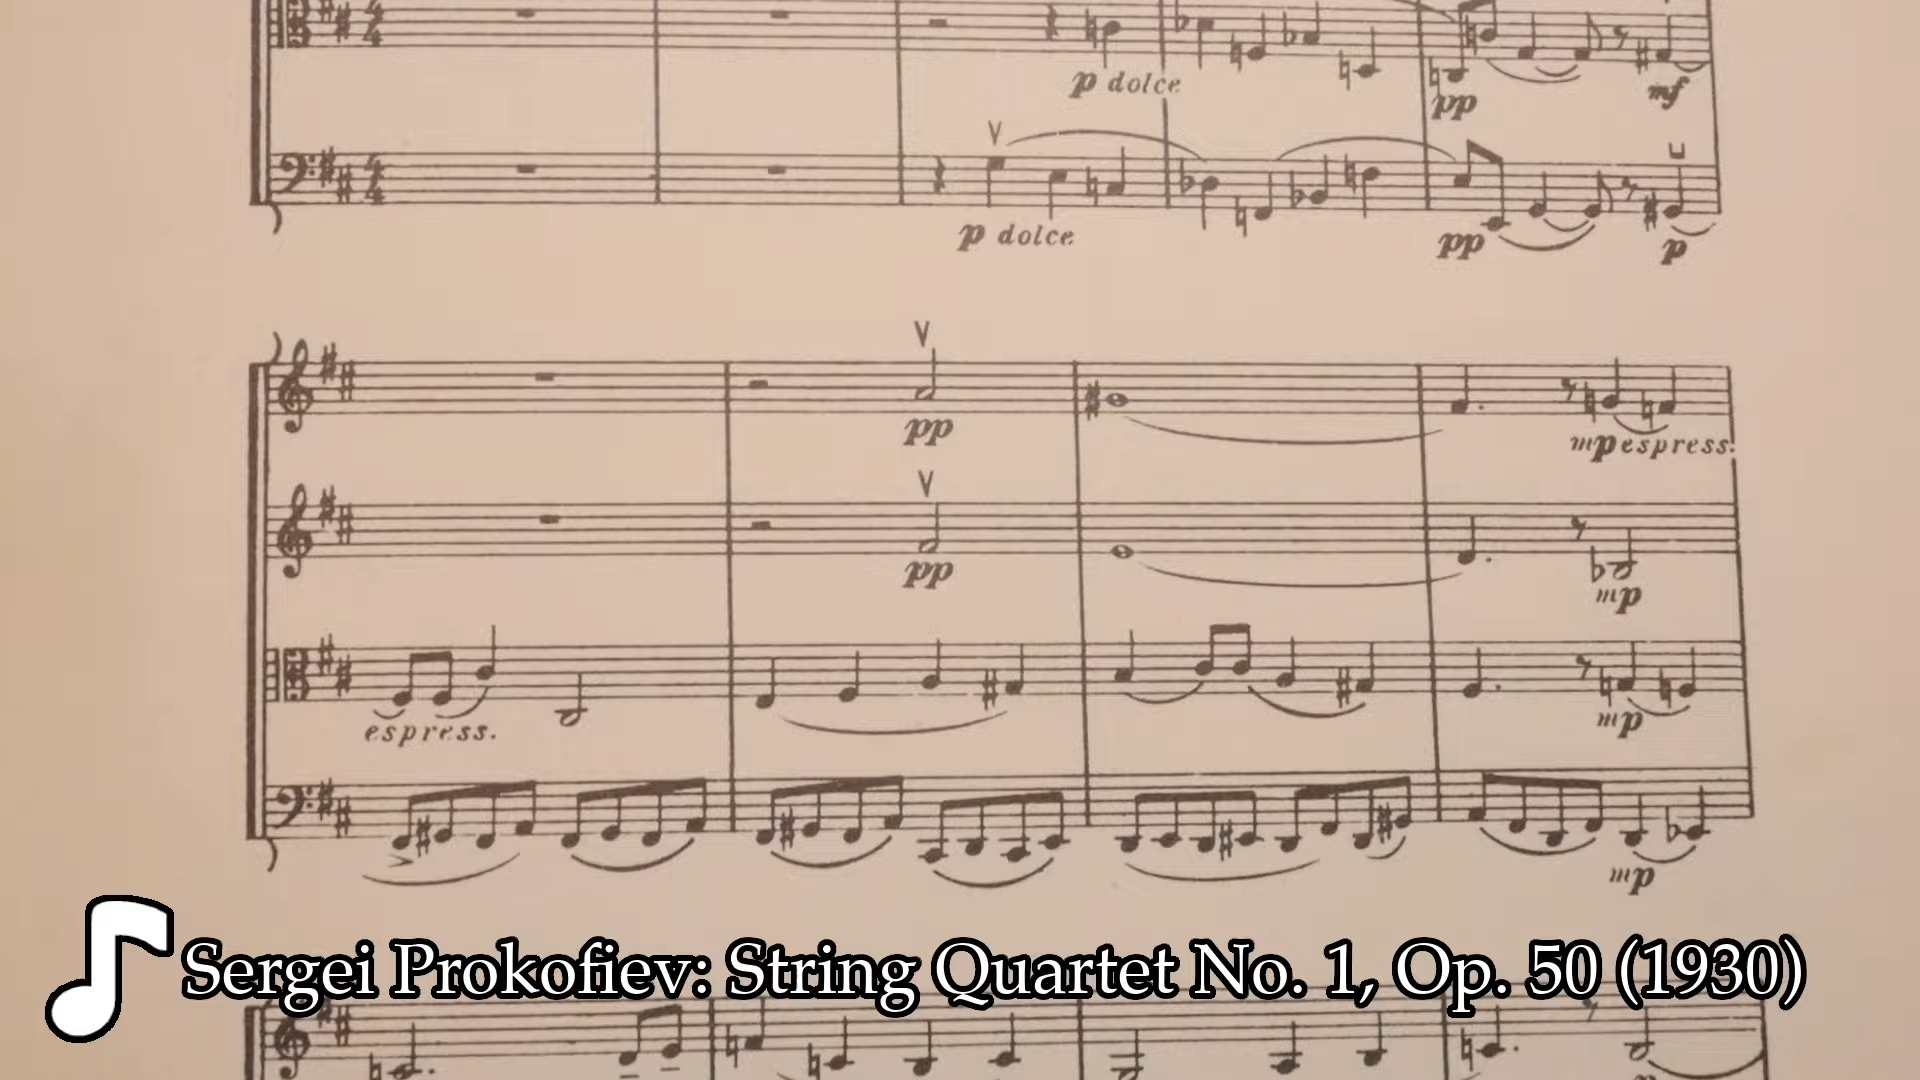 p dolce
pp
mf
p dolce
pp
p
pp
mp espress.
pp
mp
espress.
mp
mp
Sergei Prokofiev: String Quartet No. 1, Op. 50 (1930)